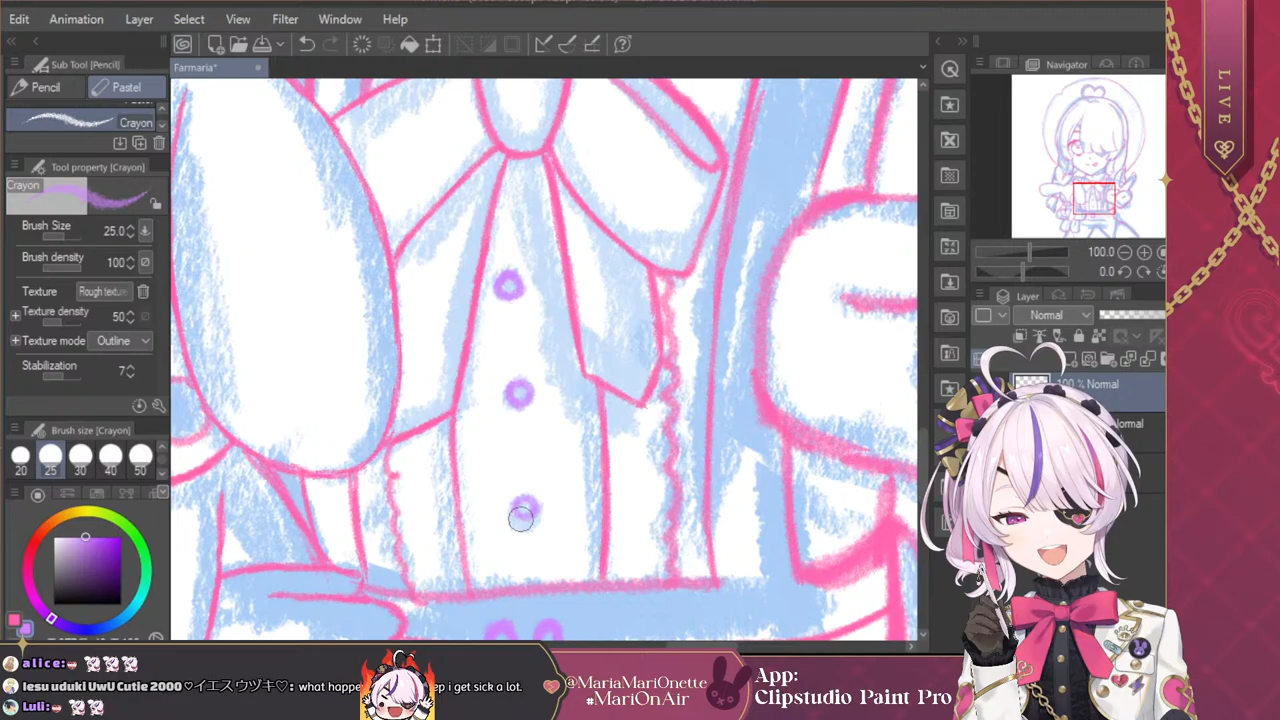 Edit Animation Layer Select View Filter Window Help
Sub Tool [Pencil]
Pencil Pastel
Crayon
Tool property [Crayon]
Crayon
Brush Size 25.0
Brush density 100
Texture Rough texture
Texture density 50
Texture mode Outline
Stabilization 7
Brush size [Crayon]
20 25 30 40 50
Farmaria*
Navigator
100.0
0.0
Layer
Normal
100 % Normal
Normal
LIVE
alice:
Iesu uduki UwU Cutie 2000 ♡イエス ウヅキ♡: what happe ep i get sick a lot.
Luli:
@MariaMariOnette
#MariOnAir
App:
Clipstudio Paint Pro